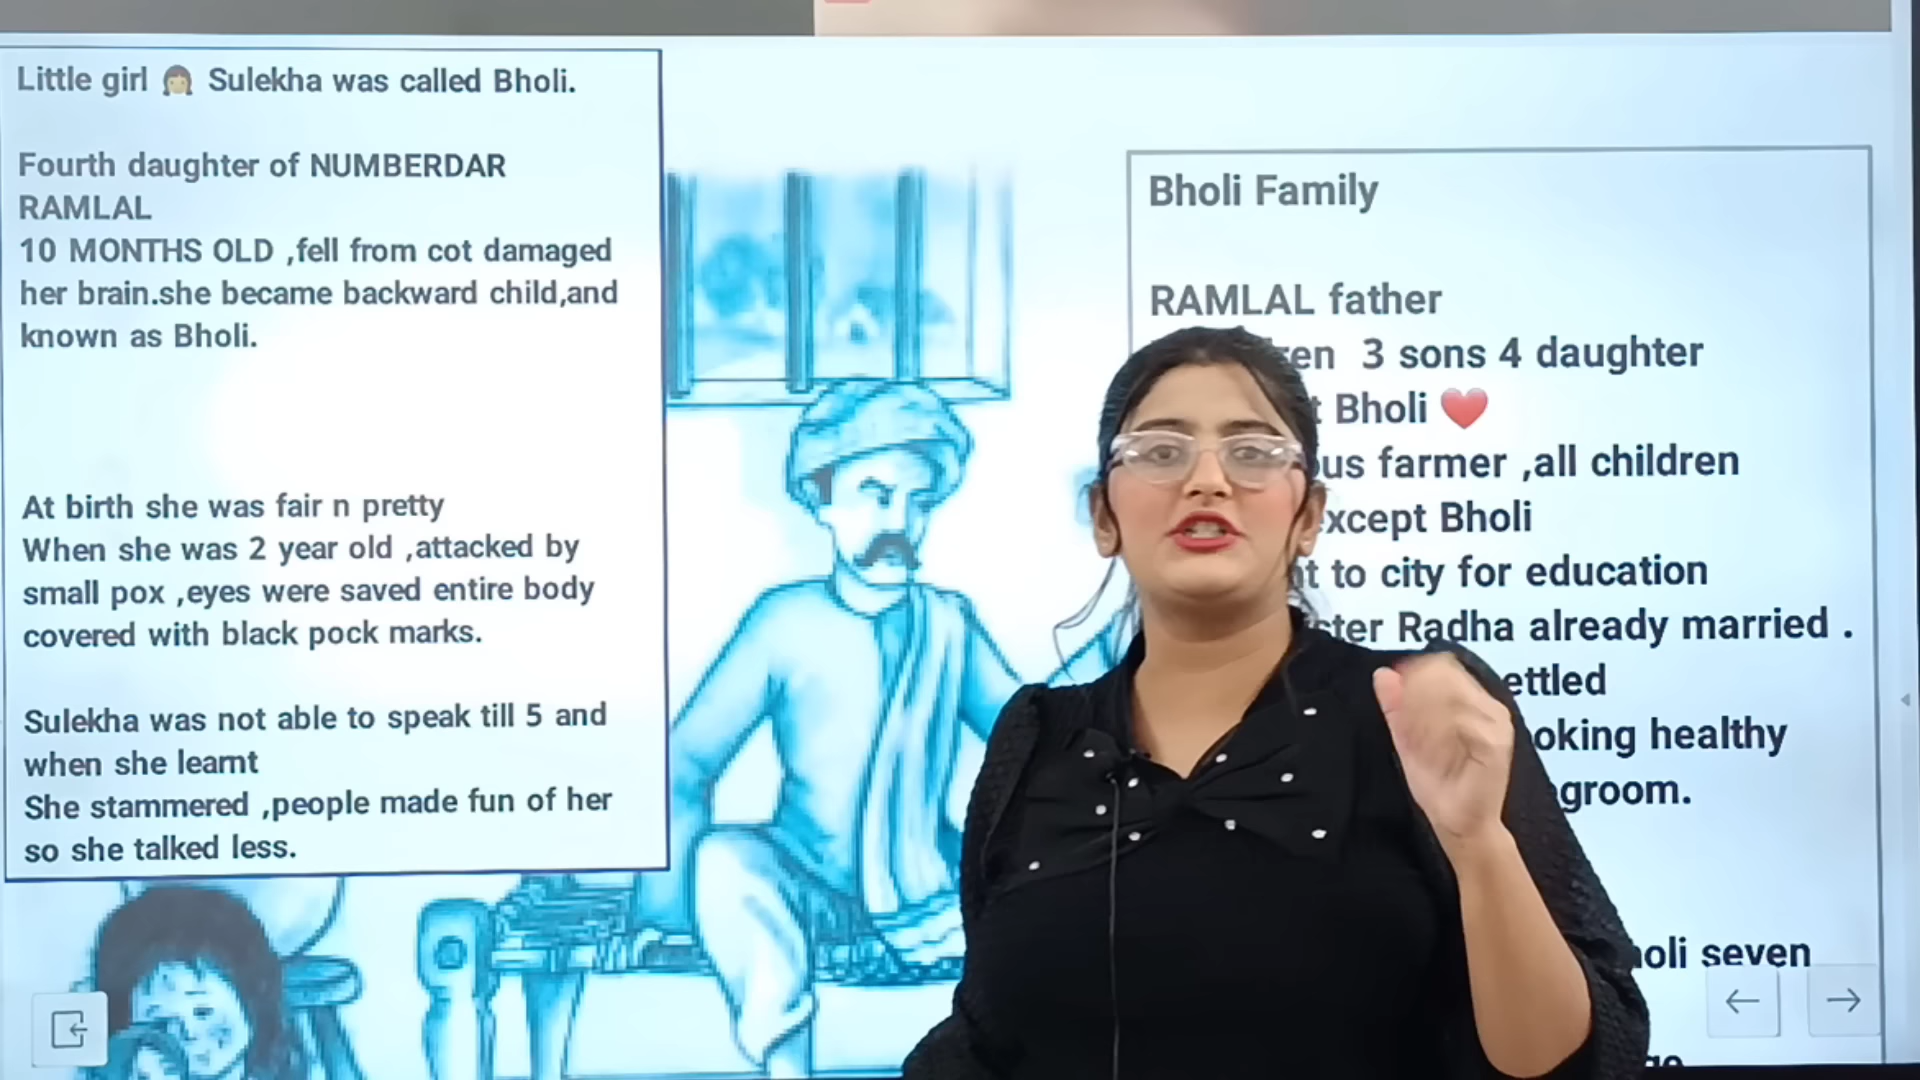 Little girl 👧 Sulekha was called Bholi.
Fourth daughter of NUMBERDAR
RAMLAL
10 MONTHS OLD ,fell from cot damaged
her brain.she became backward child,and
known as Bholi.
At birth she was fair n pretty
When she was 2 year old ,attacked by
small pox ,eyes were saved entire body
covered with black pock marks.
Sulekha was not able to speak till 5 and
when she learnt
She stammered ,people made fun of her
so she talked less.
Bholi Family
RAMLAL father
3 sons 4 daughter
Bholi ❤️
farmer ,all children
Bholi
to city for education
Radha already married .
healthy
seven